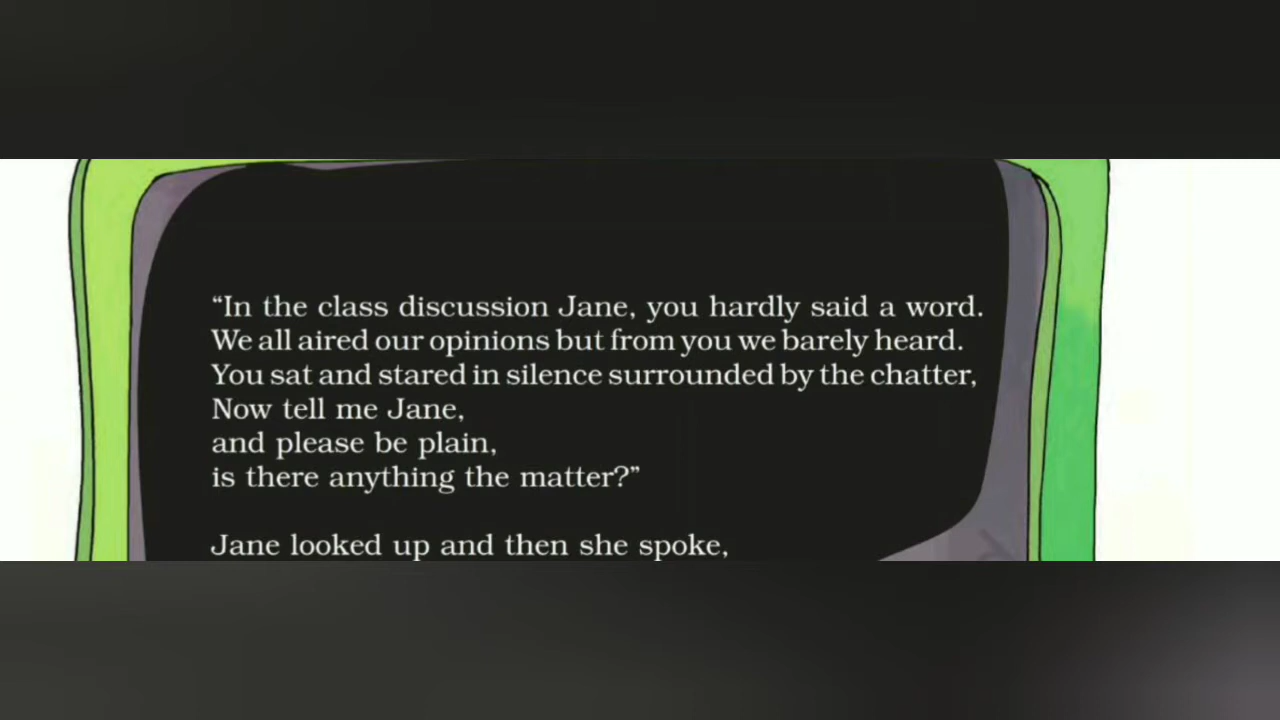 “In the class discussion Jane, you hardly said a word.
We all aired our opinions but from you we barely heard.
You sat and stared in silence surrounded by the chatter,
Now tell me Jane,
and please be plain,
is there anything the matter?”
Jane looked up and then she spoke,